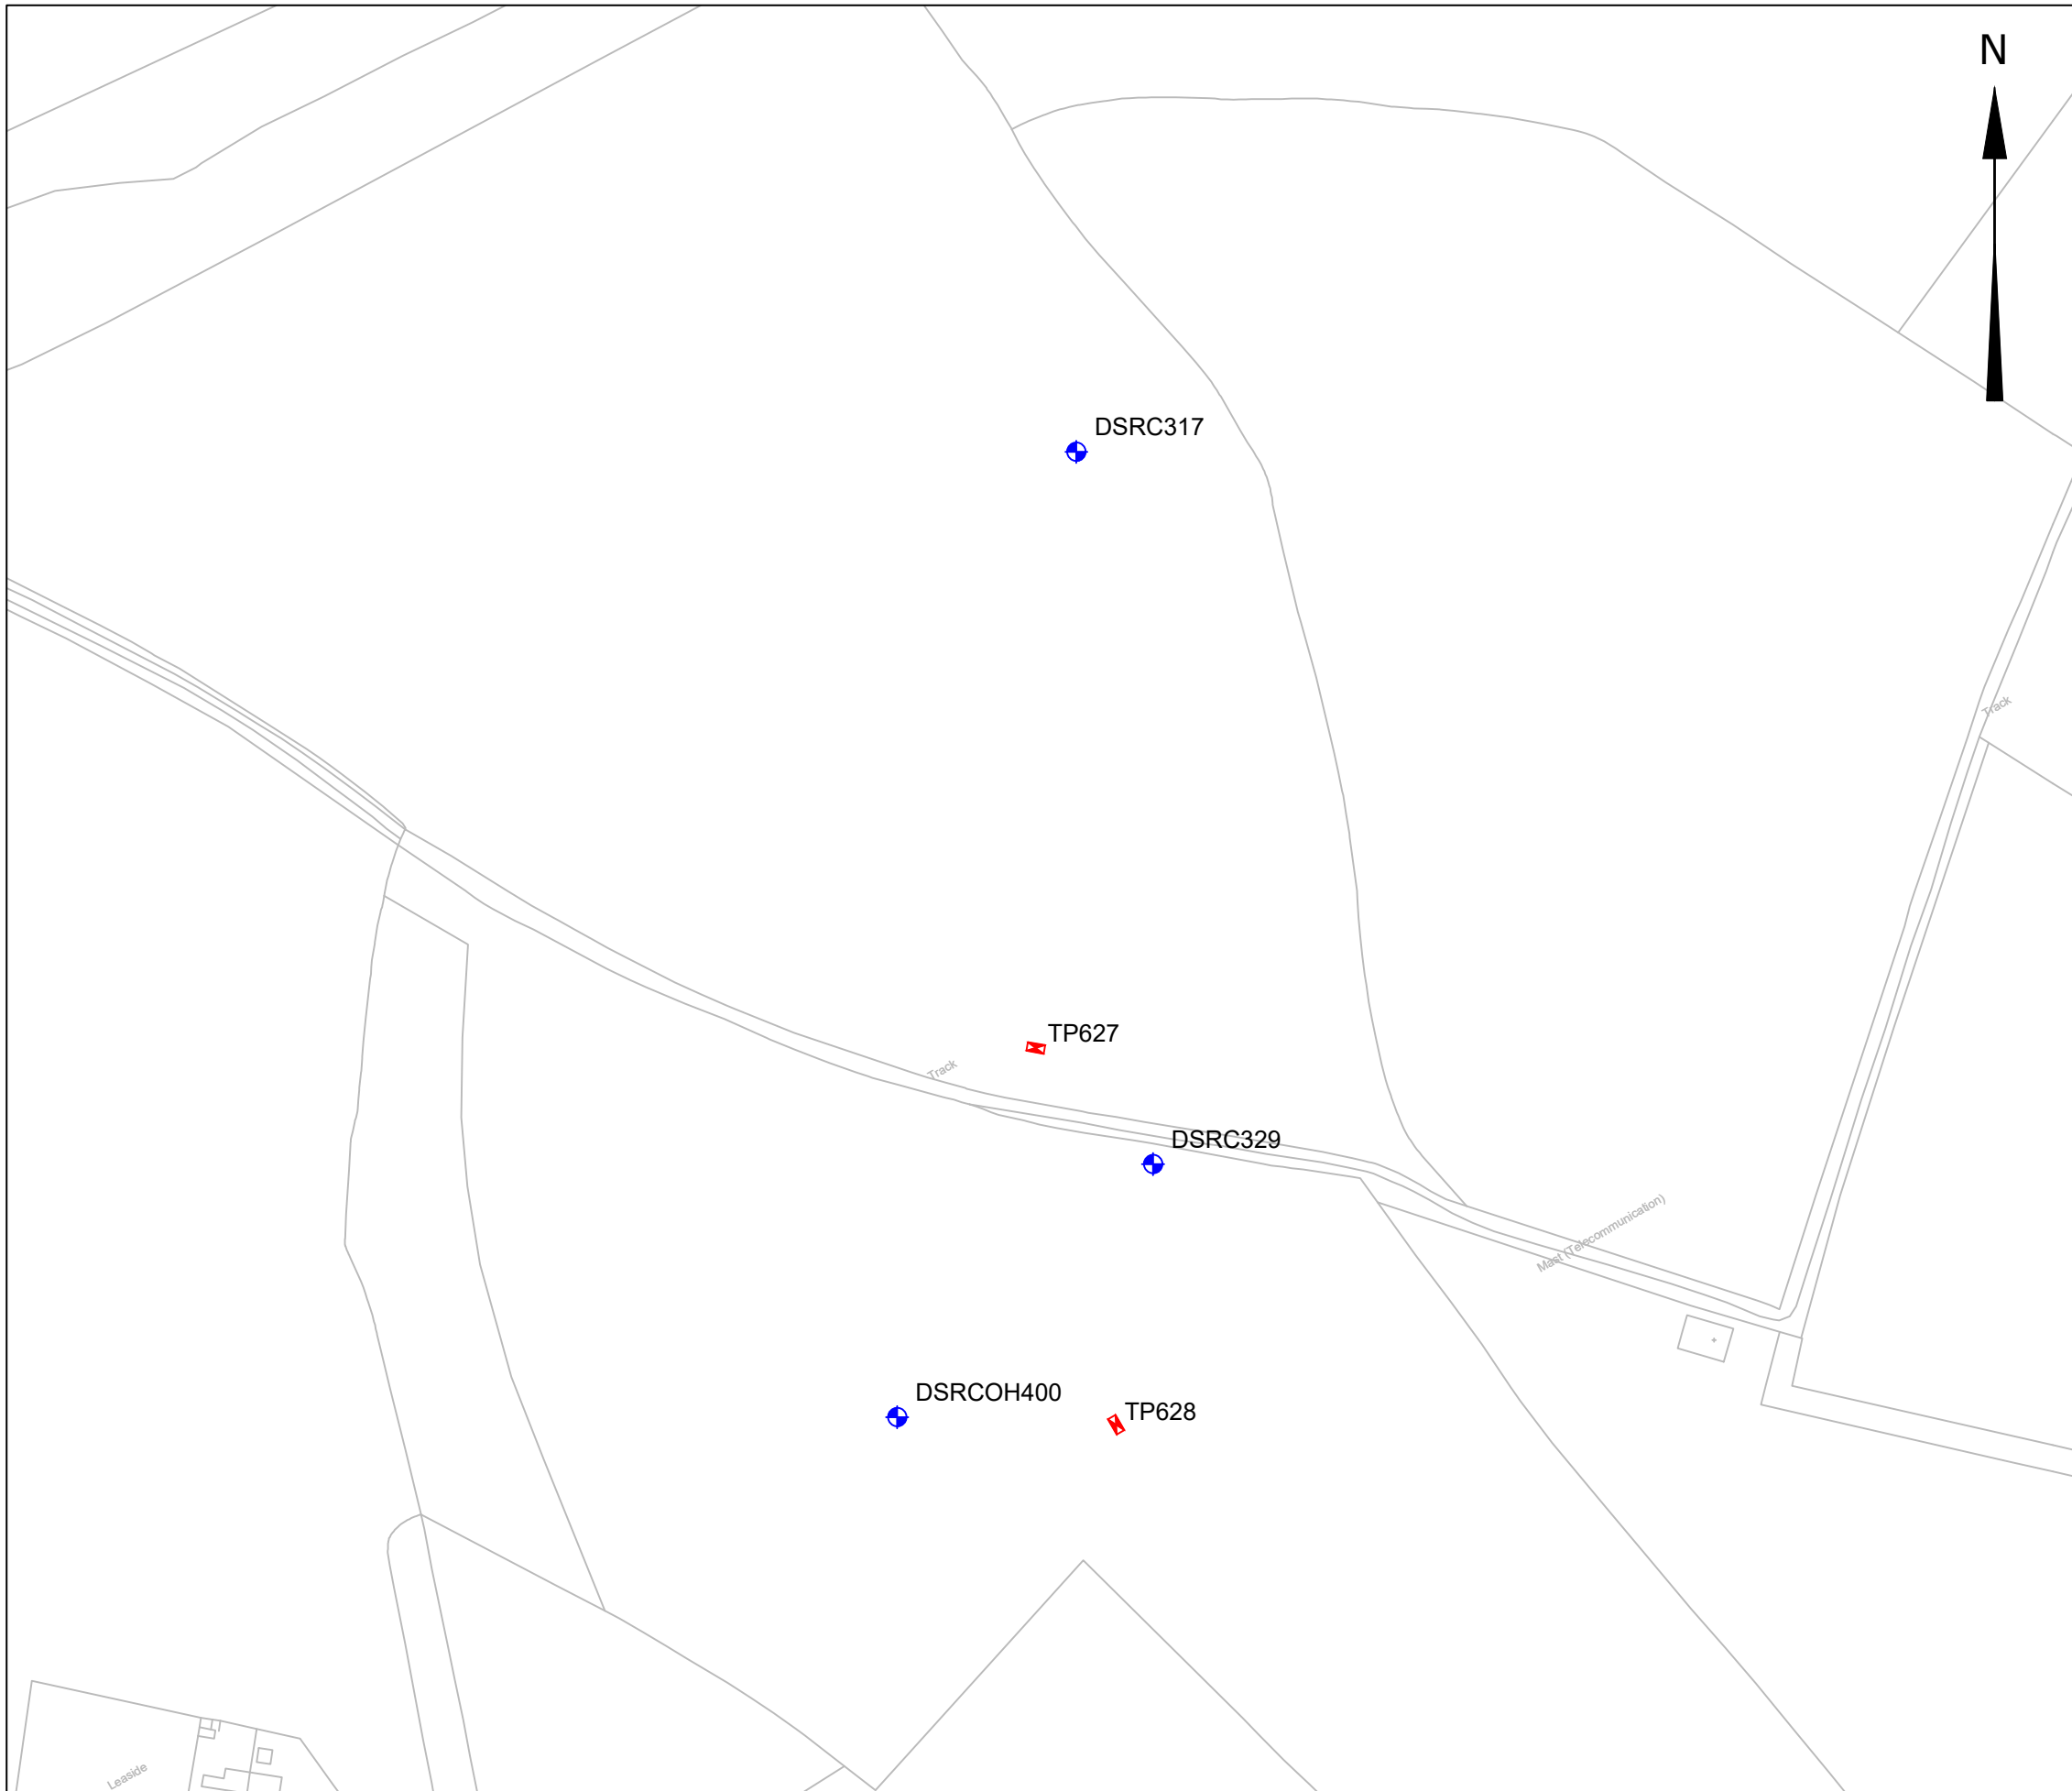 N
DSRC317
Track
TP627
Track
DSRC329
Mast (Telecommunication)
DSRCOH400
TP628
Leaside